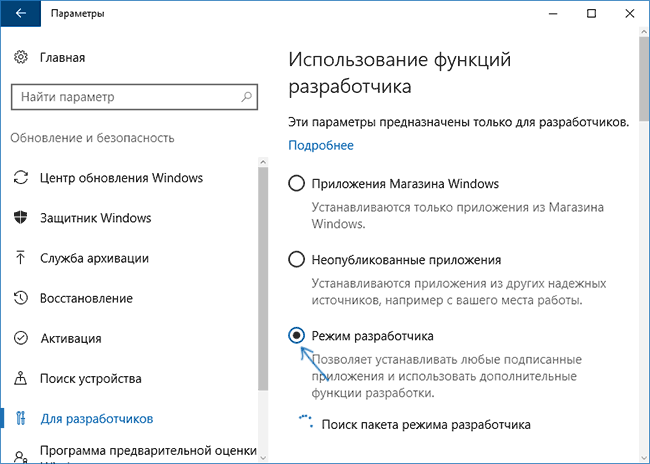 Параметры
Главная
Найти параметр
Обновление и безопасность
Центр обновления Windows
Защитник Windows
Служба архивации
Восстановление
Активация
Поиск устройства
Для разработчиков
Программа предварительной оценки
Использование функций
разработчика
Эти параметры предназначены только для разработчиков.
Подробнее
Приложения Магазина Windows
Устанавливаются только приложения из Магазина
Windows.
Неопубликованные приложения
Устанавливаются приложения из других надежных
источников, например с вашего места работы.
Режим разработчика
Позволяет устанавливать любые подписанные
приложения и использовать дополнительные
функции разработки.
Поиск пакета режима разработчика